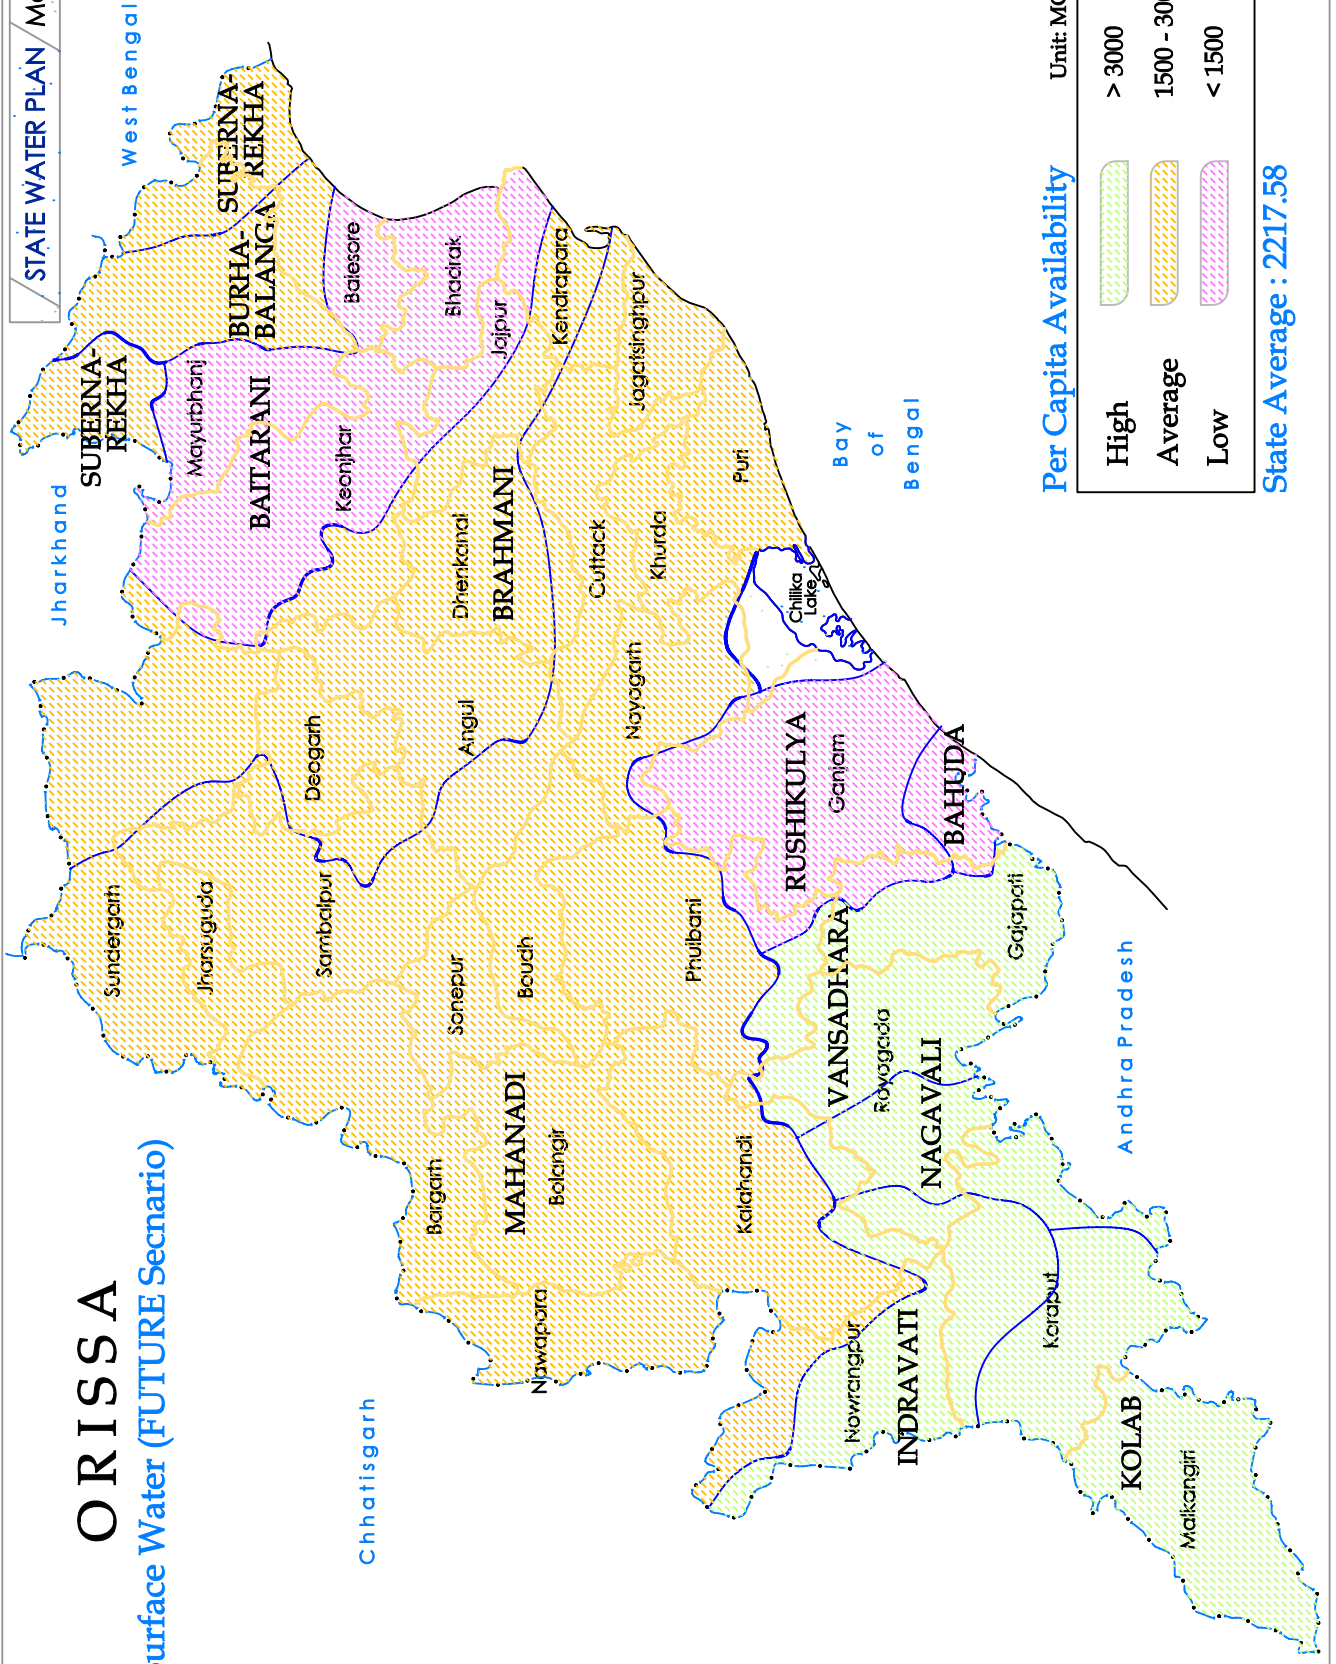 STATE WATER PLAN
ORISSA
urface Water (FUTURE Secnario)
West Bengal
Jharkhand
Chhatisgarh
Andhra Pradesh
Bay
of
Bengal
SUBERNA-
REKHA
SUBERNA-
REKHA
BURHA-
BALANGA
BAITARANI
BRAHMANI
MAHANADI
RUSHIKULYA
BAHUDA
VANSADHARA
NAGAVALI
INDRAVATI
KOLAB
Mayurbhanj
Balesore
Bhadrak
Jajpur
Kendrapara
Jagatsinghpur
Keonjhar
Dhenkanal
Cuttack
Khurda
Puri
Chilika
Lake
Deogarh
Angul
Nayagarh
Ganjam
Sundergarh
Jharsuguda
Sambalpur
Sonepur
Boudh
Phulbani
Gajapati
Rayagada
Bargarh
Bolangir
Kalahandi
Nawapara
Nowrangpur
Koraput
Malkangiri
Per Capita Availability
Unit:
High > 3000
Average 1500 - 300
Low < 1500
State Average : 2217.58